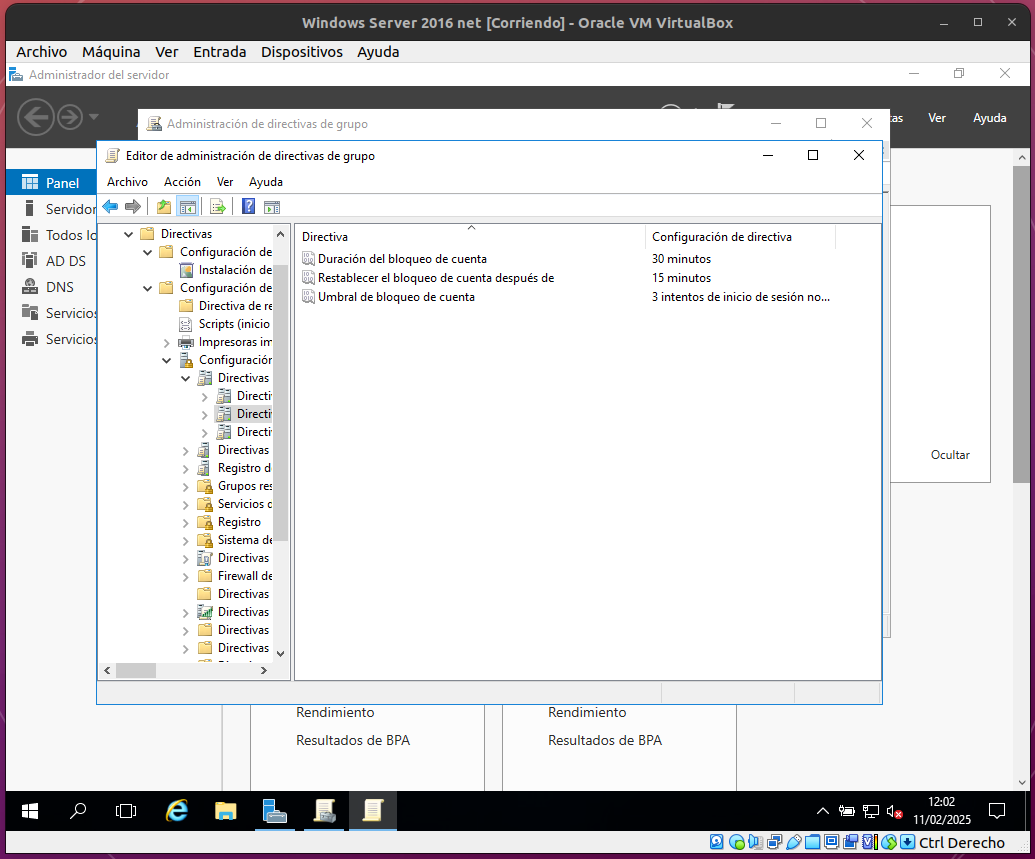 Windows Server 2016 net [Corriendo] - Oracle VM VirtualBox
Archivo Máquina Ver Entrada Dispositivos Ayuda
Administrador del servidor
Ver Ayuda
Administración de directivas de grupo
Editor de administración de directivas de grupo
Archivo Acción Ver Ayuda
Panel
Servidor
Todos lo
AD DS
DNS
Servicios
Servicios
Directivas
Configuración de
Instalación de
Configuración de
Directiva de re
Scripts (inicio
Impresoras im
Configuración
Directivas
Directi
Directi
Directi
Directivas
Registro d
Grupos res
Servicios
Registro
Sistema de
Directivas
Firewall de
Directivas
Directivas
Directivas
Directivas
Directiva Configuración de directiva
Duración del bloqueo de cuenta 30 minutos
Restablecer el bloqueo de cuenta después de 15 minutos
Umbral de bloqueo de cuenta 3 intentos de inicio de sesión no...
Ocultar
Rendimiento Rendimiento
Resultados de BPA Resultados de BPA
12:02
11/02/2025
Ctrl Derecho